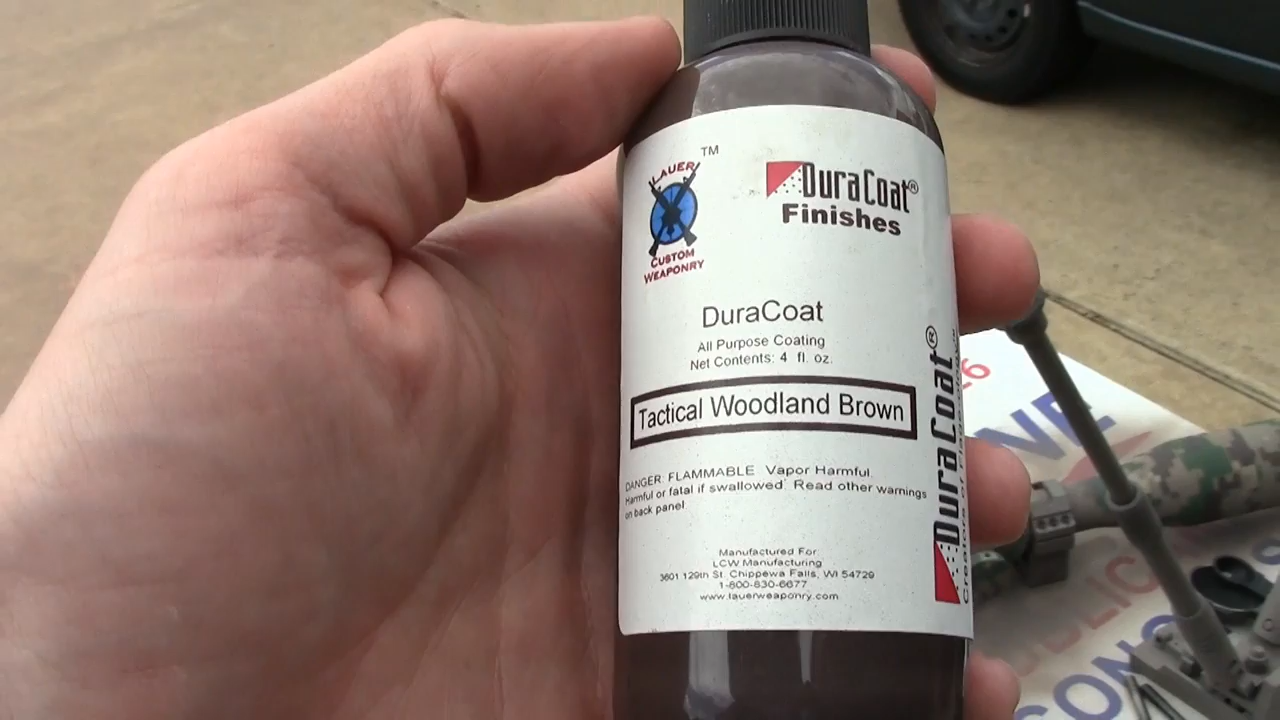 LAUER
TM
CUSTOM
WEAPONRY
DuraCoat®
Finishes
DuraCoat
All Purpose Coating
Net Contents: 4 fl. oz.
Tactical Woodland Brown
DANGER: FLAMMABLE Vapor Harmful.
Harmful or fatal if swallowed. Read other warnings
on back panel
Manufactured For:
LCW Manufacturing
3601 129th St. Chippewa Falls, WI 54729
1-800-830-6677
www.lauerweaponry.com
DuraCoat®
Creators of